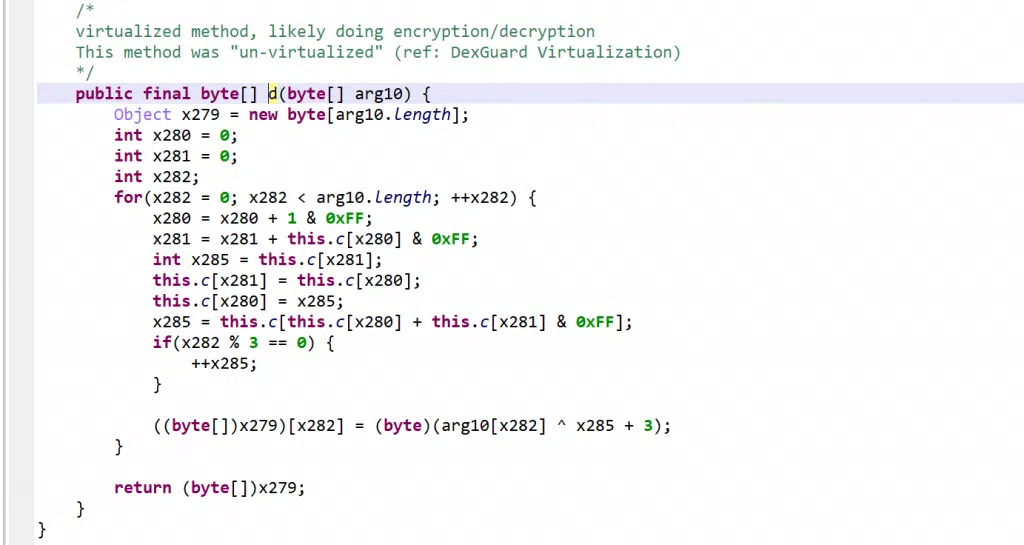 /*
virtualized method, likely doing encryption/decryption
This method was "un-virtualized" (ref: DexGuard Virtualization)
*/
public final byte[] d(byte[] arg10) {
Object x279 = new byte[arg10.length];
int x280 = 0;
int x281 = 0;
int x282;
for(x282 = 0; x282 < arg10.length; ++x282) {
x280 = x280 + 1 & 0xFF;
x281 = x281 + this.c[x280] & 0xFF;
int x285 = this.c[x281];
this.c[x281] = this.c[x280];
this.c[x280] = x285;
x285 = this.c[this.c[x280] + this.c[x281] & 0xFF];
if(x282 % 3 == 0) {
++x285;
}
((byte[])x279)[x282] = (byte)(arg10[x282] ^ x285 + 3);
}
return (byte[])x279;
}
}